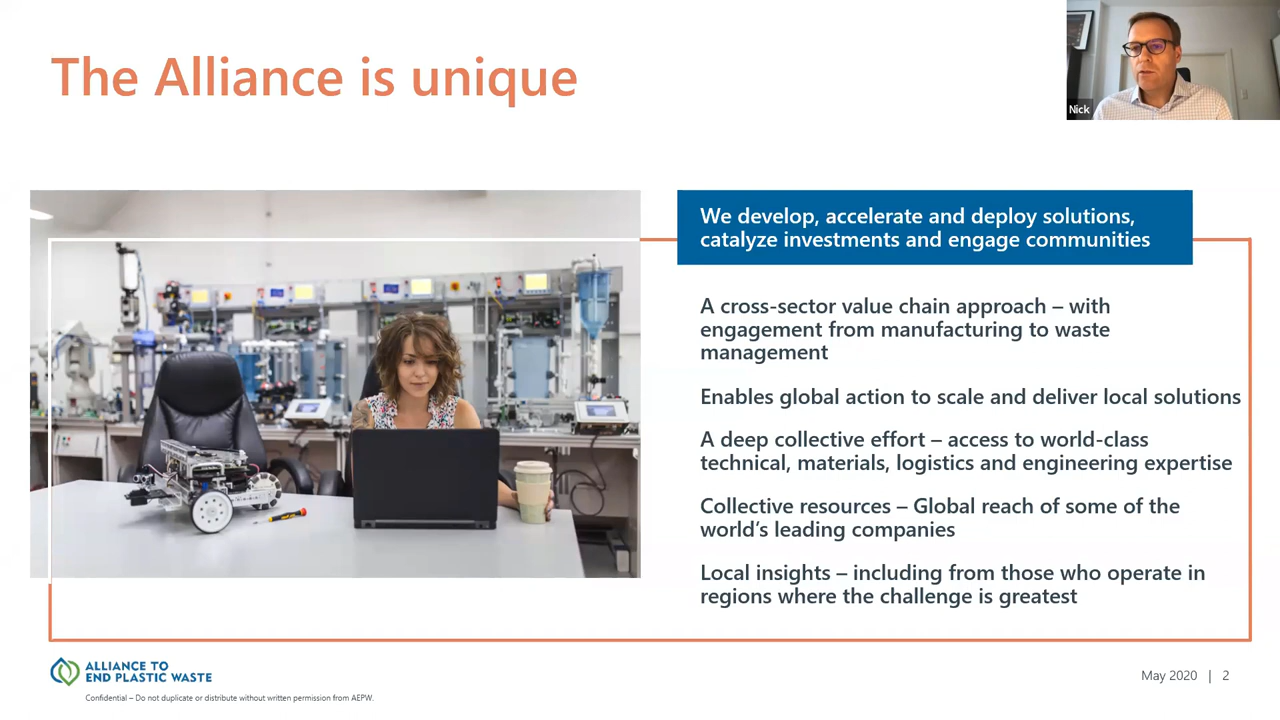 The Alliance is unique
Nick
We develop, accelerate and deploy solutions,
catalyze investments and engage communities
A cross-sector value chain approach – with
engagement from manufacturing to waste
management
Enables global action to scale and deliver local solutions
A deep collective effort – access to world-class
technical, materials, logistics and engineering expertise
Collective resources – Global reach of some of the
world’s leading companies
Local insights – including from those who operate in
regions where the challenge is greatest
ALLIANCE TO
END PLASTIC WASTE
Confidential – Do not duplicate or distribute without written permission from AEPW.
May 2020 | 2